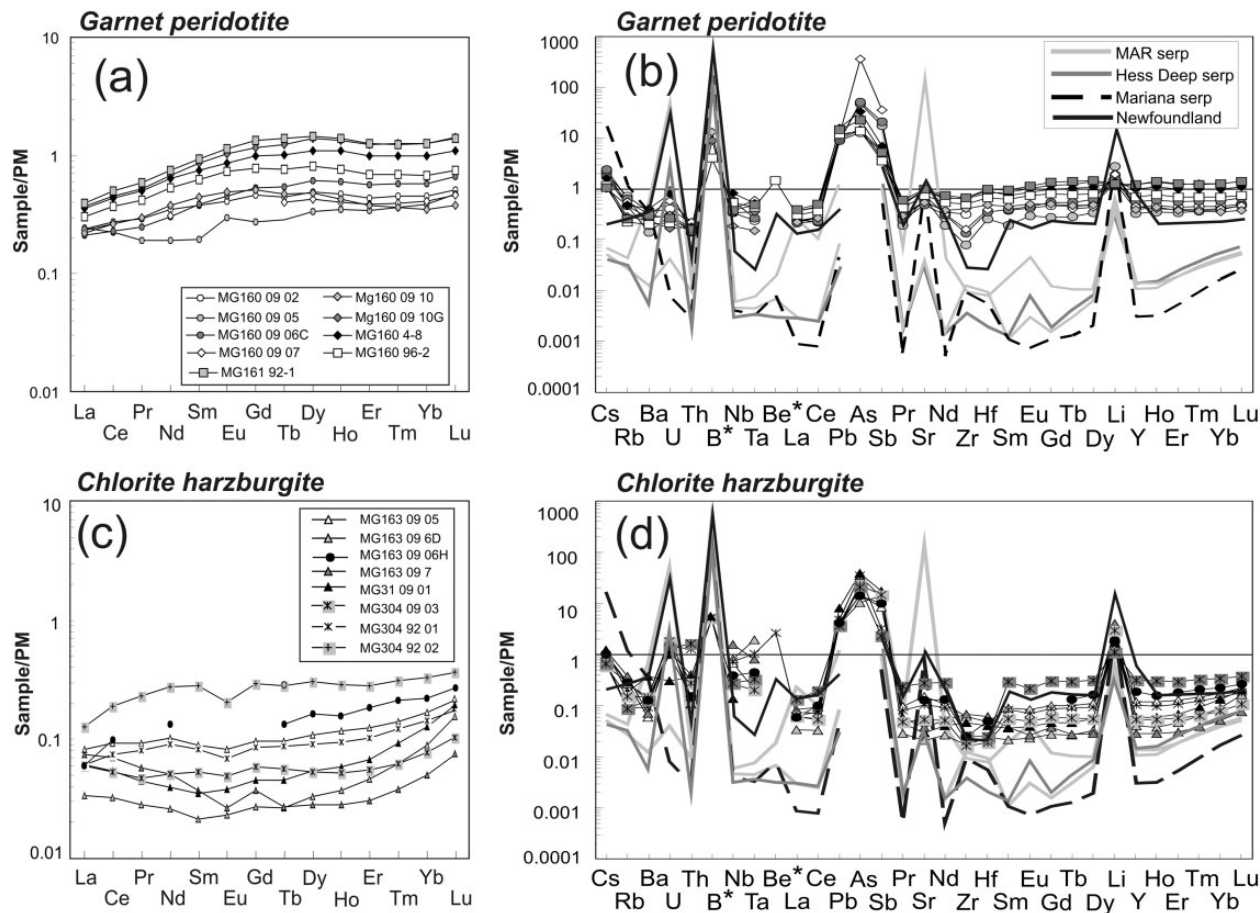 Garnet peridotite
Garnet peridotite
(a)
10
1
0.1
0.01
Sample/PM
MG160 09 02
MG160 09 05
MG160 09 06C
MG160 09 07
MG161 92-1
Mg160 09 10
Mg160 09 10G
MG160 4-8
MG160 96-2
La Pr Nd Sm Gd Dy Er Yb
Ce Eu Tb Ho Tm Lu
(b)
1000
100
10
1
0.1
0.01
0.001
0.0001
Sample/PM
MAR serp
Hess Deep serp
Mariana serp
Newfoundland
Cs Ba Th Nb Be* Ce As Pr Nd Hf Eu Tb Li Ho Tm Lu
Rb U B* Ta La Pb Sb Sr Zr Sm Gd Dy Y Er Yb
Chlorite harzburgite
Chlorite harzburgite
(c)
10
1
0.1
0.01
Sample/PM
MG163 09 05
MG163 09 6D
MG163 09 06H
MG163 09 7
MG31 09 01
MG304 09 03
MG304 92 01
MG304 92 02
La Pr Sm Gd Dy Er Yb
Ce Nd Eu Tb Ho Tm Lu
(d)
1000
100
10
1
0.1
0.01
0.001
0.0001
Sample/PM
Cs Ba Th Nb Be* Ce As Pr Nd Hf Eu Tb Li Ho Tm Lu
Rb U B* Ta La Pb Sb Sr Zr Sm Gd Dy Y Er Yb